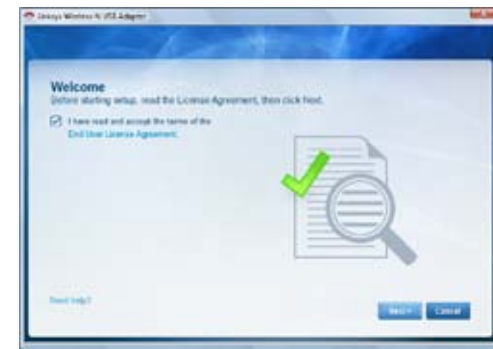 Linksys Wireless-N USB Adapter
Welcome
Before starting setup, read the License Agreement, then click Next.
I have read and accept the terms of the
End User License Agreement.
Need help?
Next >
Cancel